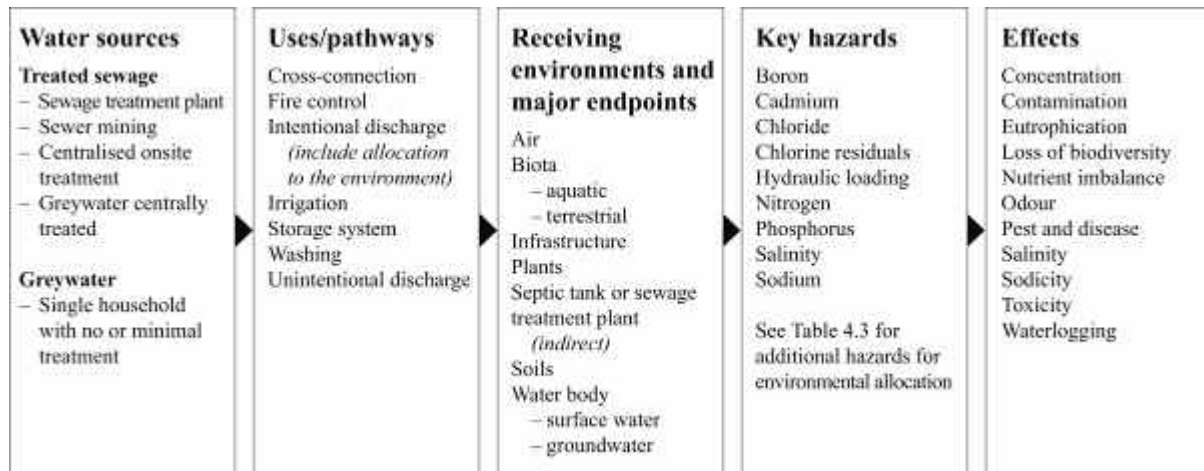 Water sources
Treated sewage
– Sewage treatment plant
– Sewer mining
– Centralised onsite
treatment
– Greywater centrally
treated
Greywater
– Single household
with no or minimal
treatment
Uses/pathways
Cross-connection
Fire control
Intentional discharge
(include allocation
to the environment)
Irrigation
Storage system
Washing
Unintentional discharge
Receiving
environments and
major endpoints
Air
Biota
– aquatic
– terrestrial
Infrastructure
Plants
Septic tank or sewage
treatment plant
(indirect)
Soils
Water body
– surface water
– groundwater
Key hazards
Boron
Cadmium
Chloride
Chlorine residuals
Hydraulic loading
Nitrogen
Phosphorus
Salinity
Sodium
See Table 4.3 for
additional hazards for
environmental allocation
Effects
Concentration
Contamination
Eutrophication
Loss of biodiversity
Nutrient imbalance
Odour
Pest and disease
Salinity
Sodicity
Toxicity
Waterlogging